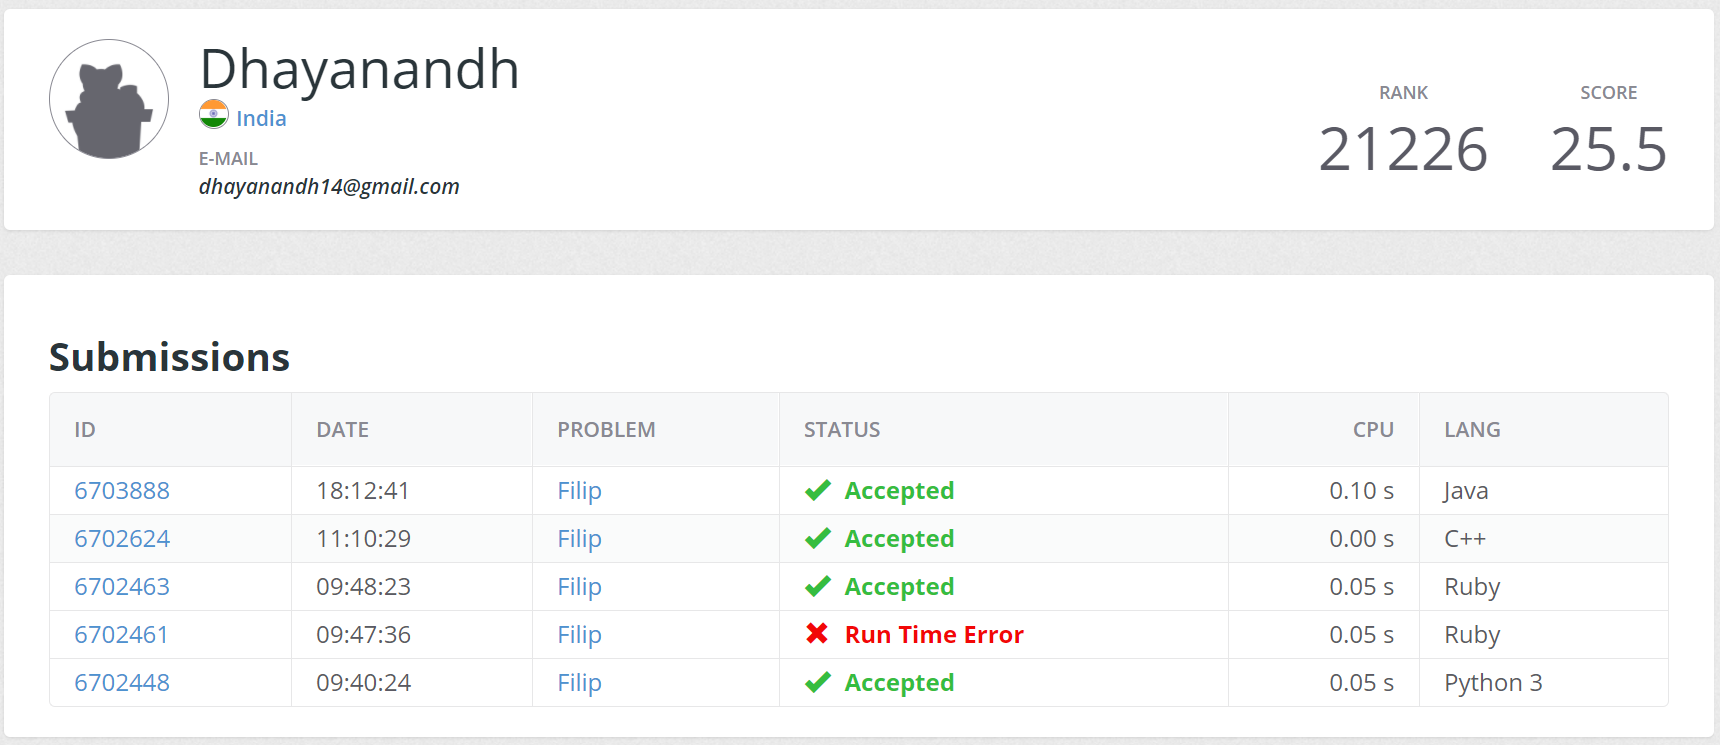 Dhayanandh
India
E-MAIL
dhayanandh14@gmail.com
RANK
21226
SCORE
25.5
Submissions
ID DATE PROBLEM STATUS CPU LANG
6703888 18:12:41 Filip Accepted 0.10 s Java
6702624 11:10:29 Filip Accepted 0.00 s C++
6702463 09:48:23 Filip Accepted 0.05 s Ruby
6702461 09:47:36 Filip Run Time Error 0.05 s Ruby
6702448 09:40:24 Filip Accepted 0.05 s Python 3